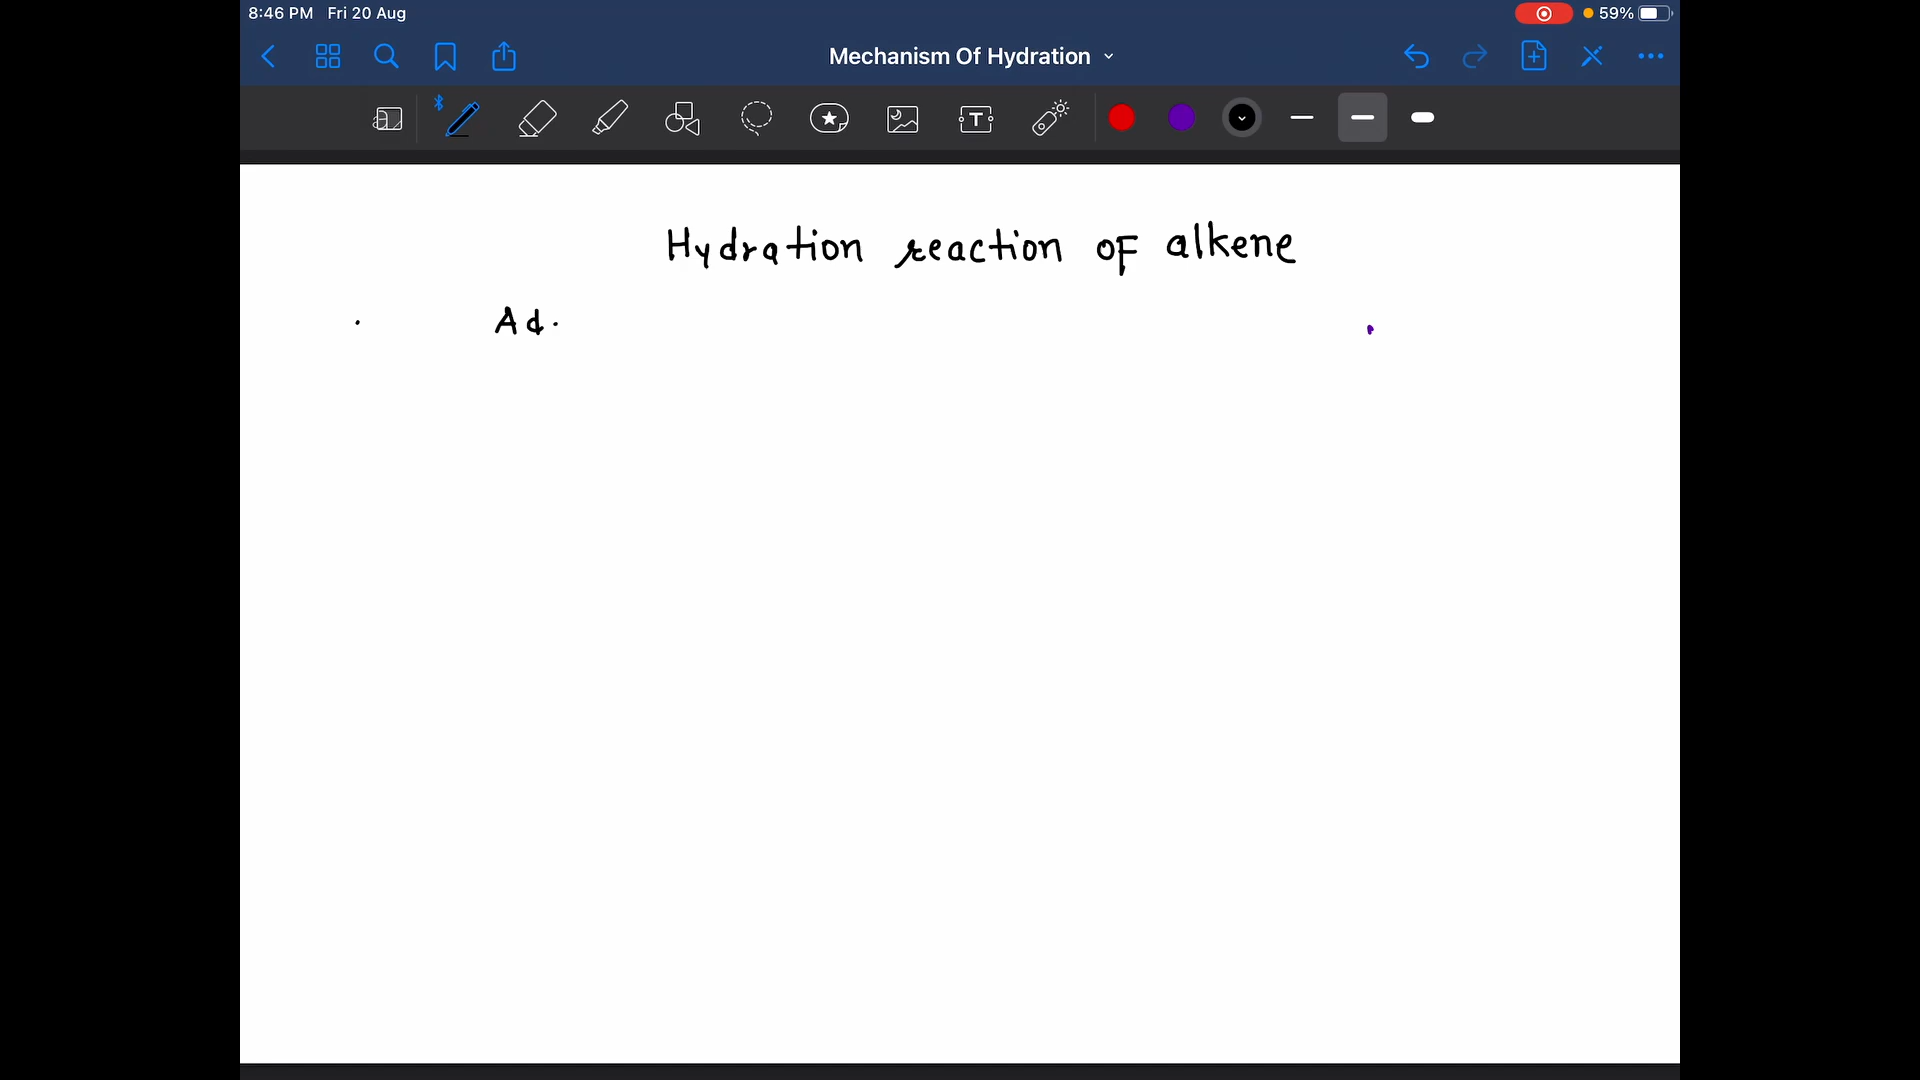 8:46 PM Fri 20 Aug 59%
Mechanism Of Hydration
T
Hydration reaction of alkene
Ad.